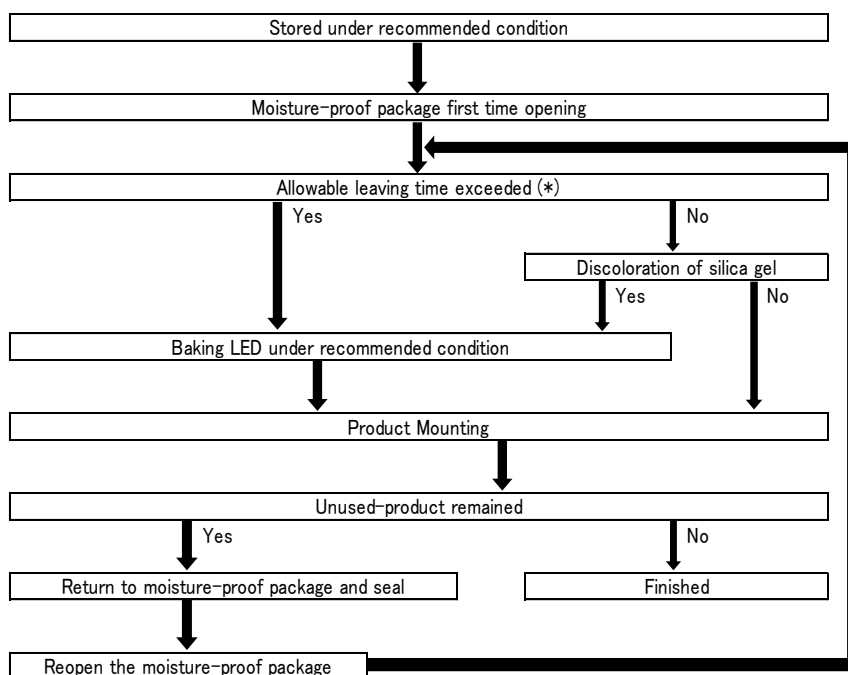 Stored under recommended condition
Moisture-proof package first time opening
Allowable leaving time exceeded (*)
Yes
No
Discoloration of silica gel
Yes
No
Baking LED under recommended condition
Product Mounting
Unused-product remained
Yes
No
Return to moisture-proof package and seal
Finished
Reopen the moisture-proof package